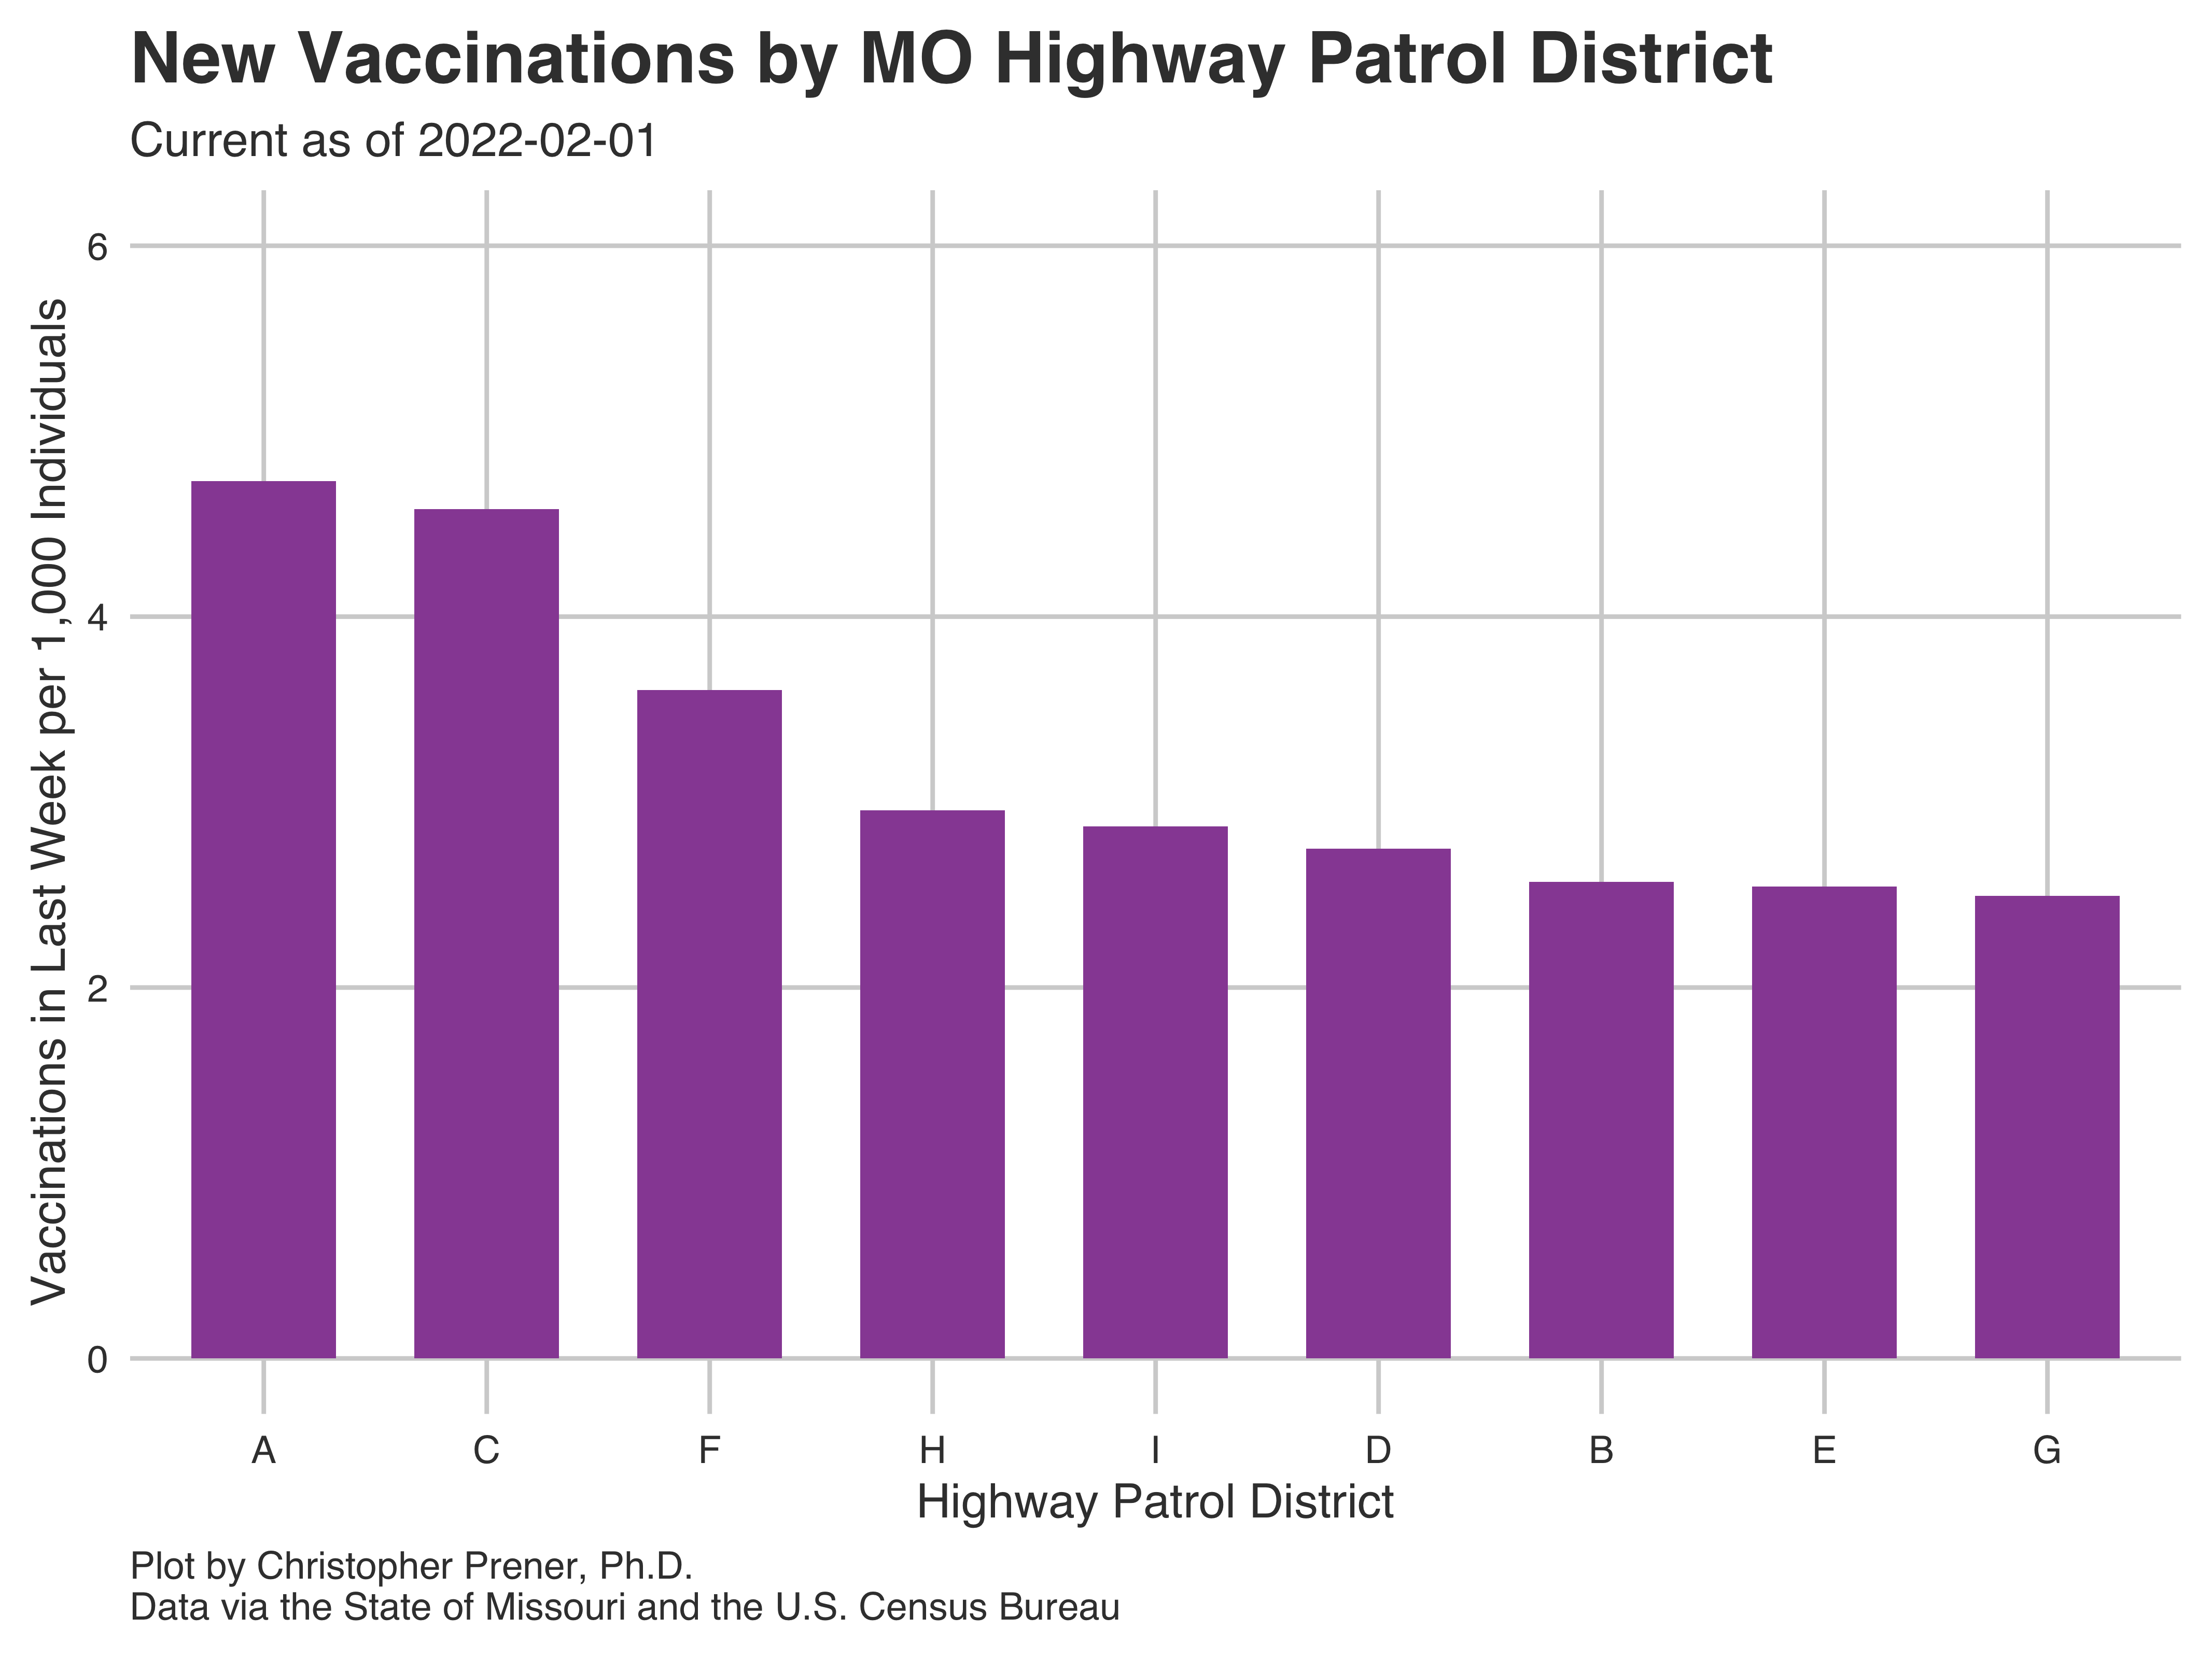 New Vaccinations by MO Highway Patrol District
Current as of 2022-02-01
Vaccinations in Last Week per 1,000 Individuals
6
4
2
0
A C F H I D B E G
Highway Patrol District
Plot by Christopher Prener, Ph.D.
Data via the State of Missouri and the U.S. Census Bureau